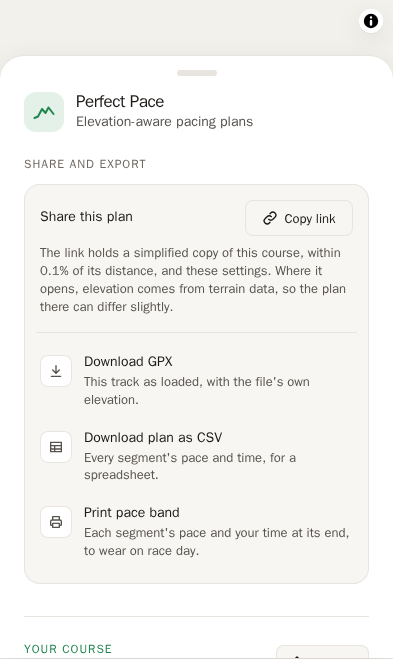 Perfect Pace
Elevation-aware pacing plans
SHARE AND EXPORT
Share this plan
Copy link
The link holds a simplified copy of this course, within
0.1% of its distance, and these settings. Where it
opens, elevation comes from terrain data, so the plan
there can differ slightly.
Download GPX
This track as loaded, with the file's own
elevation.
Download plan as CSV
Every segment's pace and time, for a
spreadsheet.
Print pace band
Each segment's pace and your time at its end,
to wear on race day.
YOUR COURSE